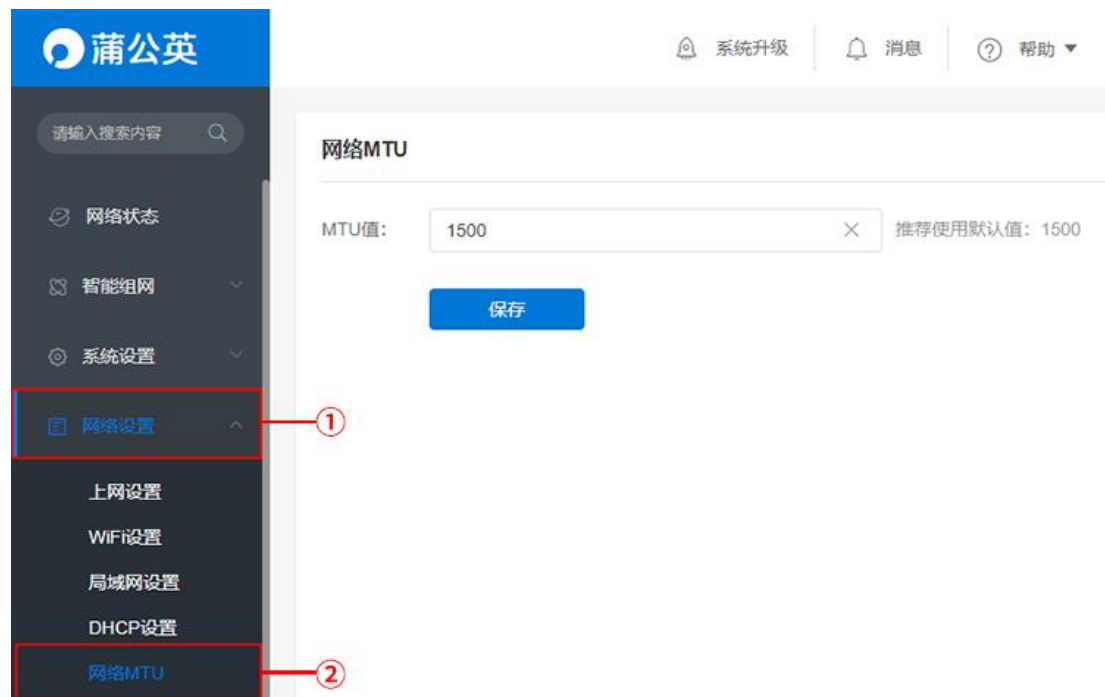 蒲公英
系统升级 消息 帮助
请输入搜索内容
网络MTU
网络状态
MTU值: 1500 推荐使用默认值: 1500
智能组网
保存
系统设置
网络设置 ①
上网设置
WiFi设置
局域网设置
DHCP设置
网络MTU ②